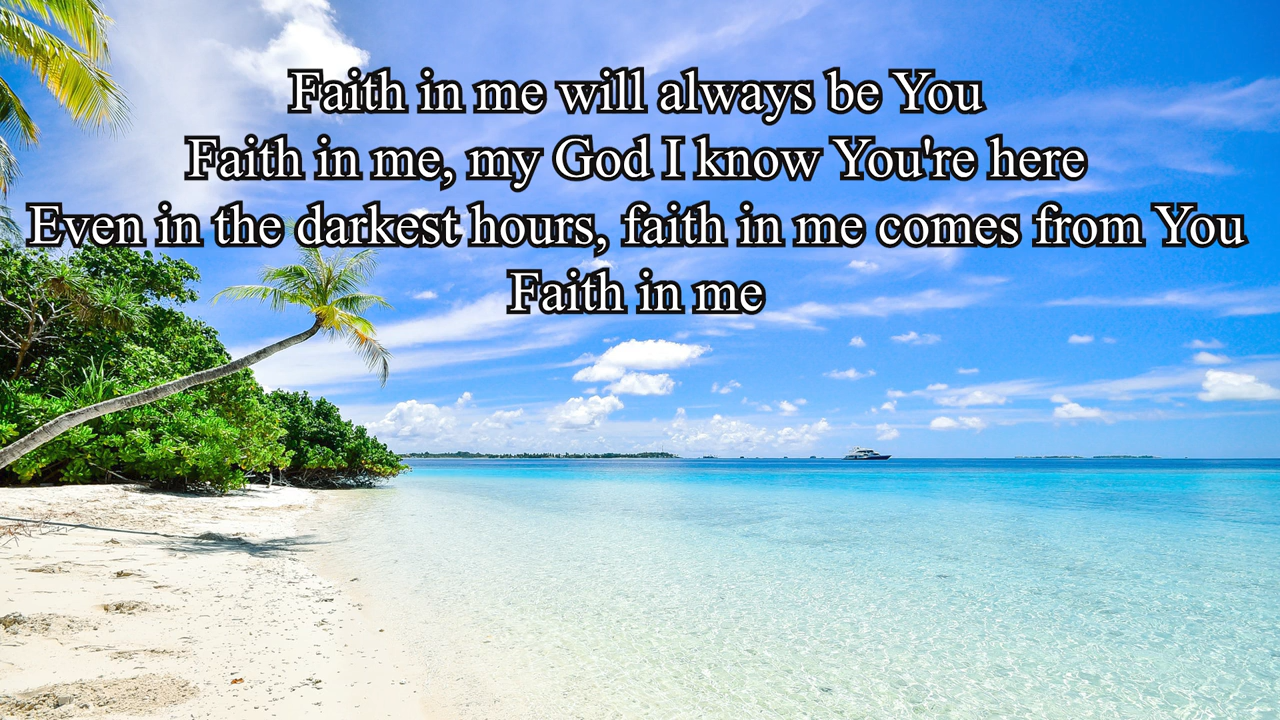 Faith in me will always be You
Faith in me, my God I know You're here
Even in the darkest hours, faith in me comes from You
Faith in me